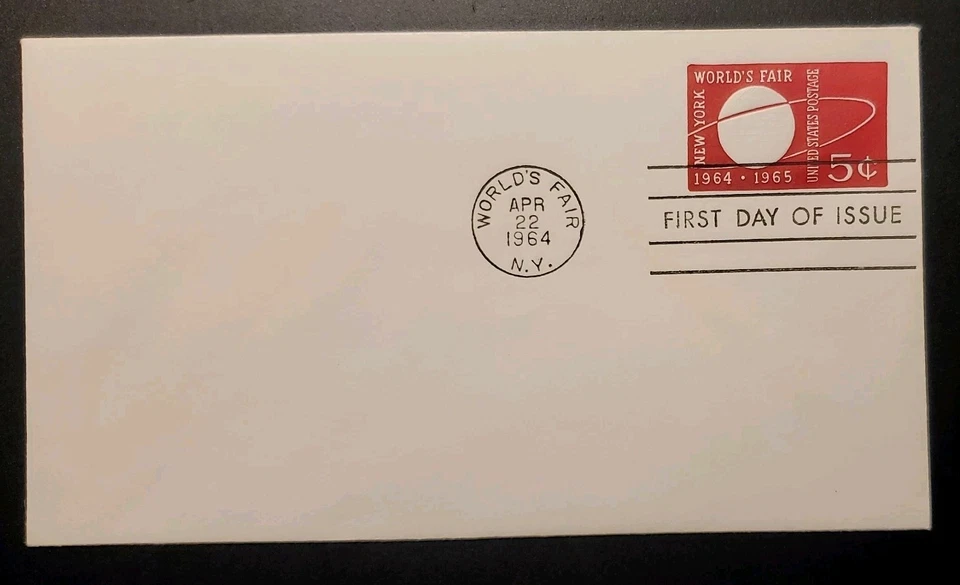 WORLD'S FAIR
NEW YORK
UNITED STATES POSTAGE
1964 • 1965
5¢
WORLD'S FAIR
APR
22
1964
N.Y.
FIRST DAY OF ISSUE